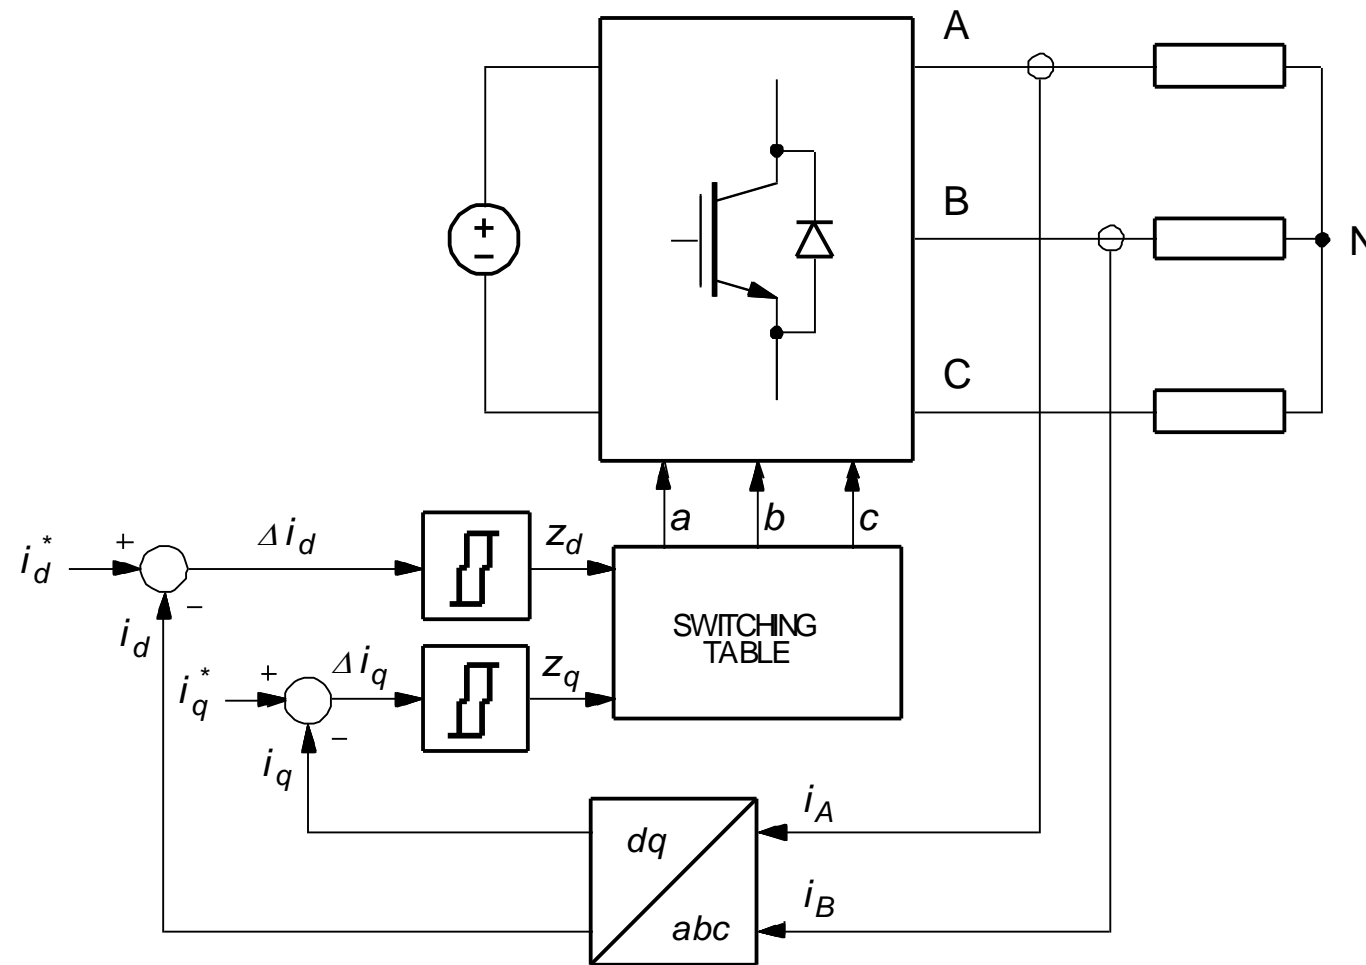 A
+
−
B
N
C
a
b
c
i_d^*
+
Δi_d
z_d
−
i_d
SWITCHING
TABLE
i_q^*
+
Δi_q
z_q
−
i_q
dq
abc
i_A
i_B